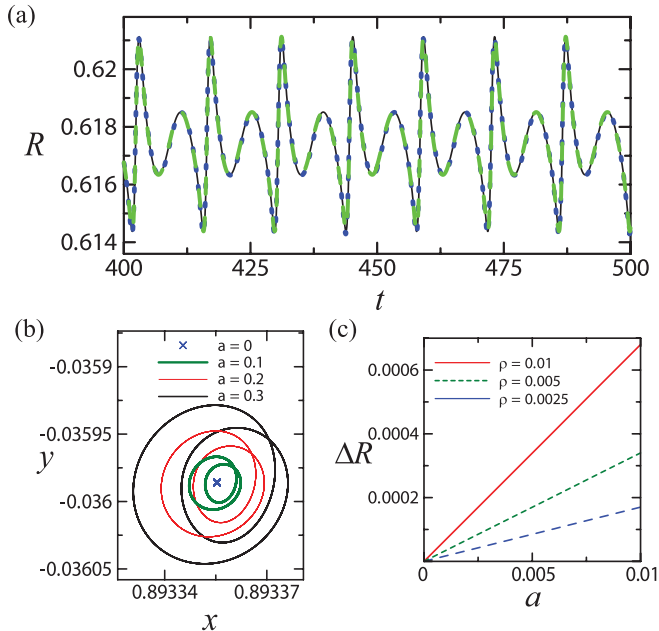 (a)
0.62
0.618
R
0.616
0.614
400 425 450 475 500
t
(b)
× a = 0
a = 0.1
a = 0.2
a = 0.3
-0.0359
-0.03595
y
-0.036
-0.03605
0.89334 0.89337
x
(c)
ρ = 0.01
ρ = 0.005
ρ = 0.0025
0.0006
0.0004
ΔR
0.0002
0 0.005 0.01
a